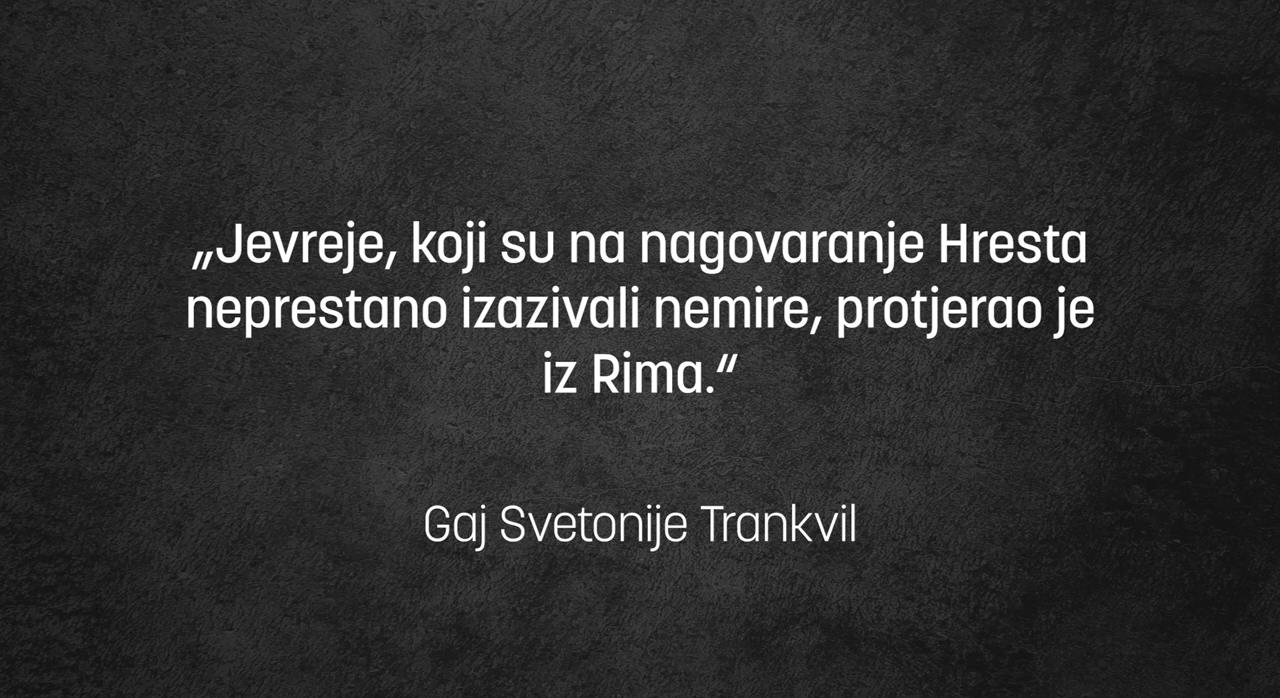 „Jevreje, koji su na nagovaranje Hresta
neprestano izazivali nemire, protjerao je
iz Rima.“
Gaj Svetonije Trankvil